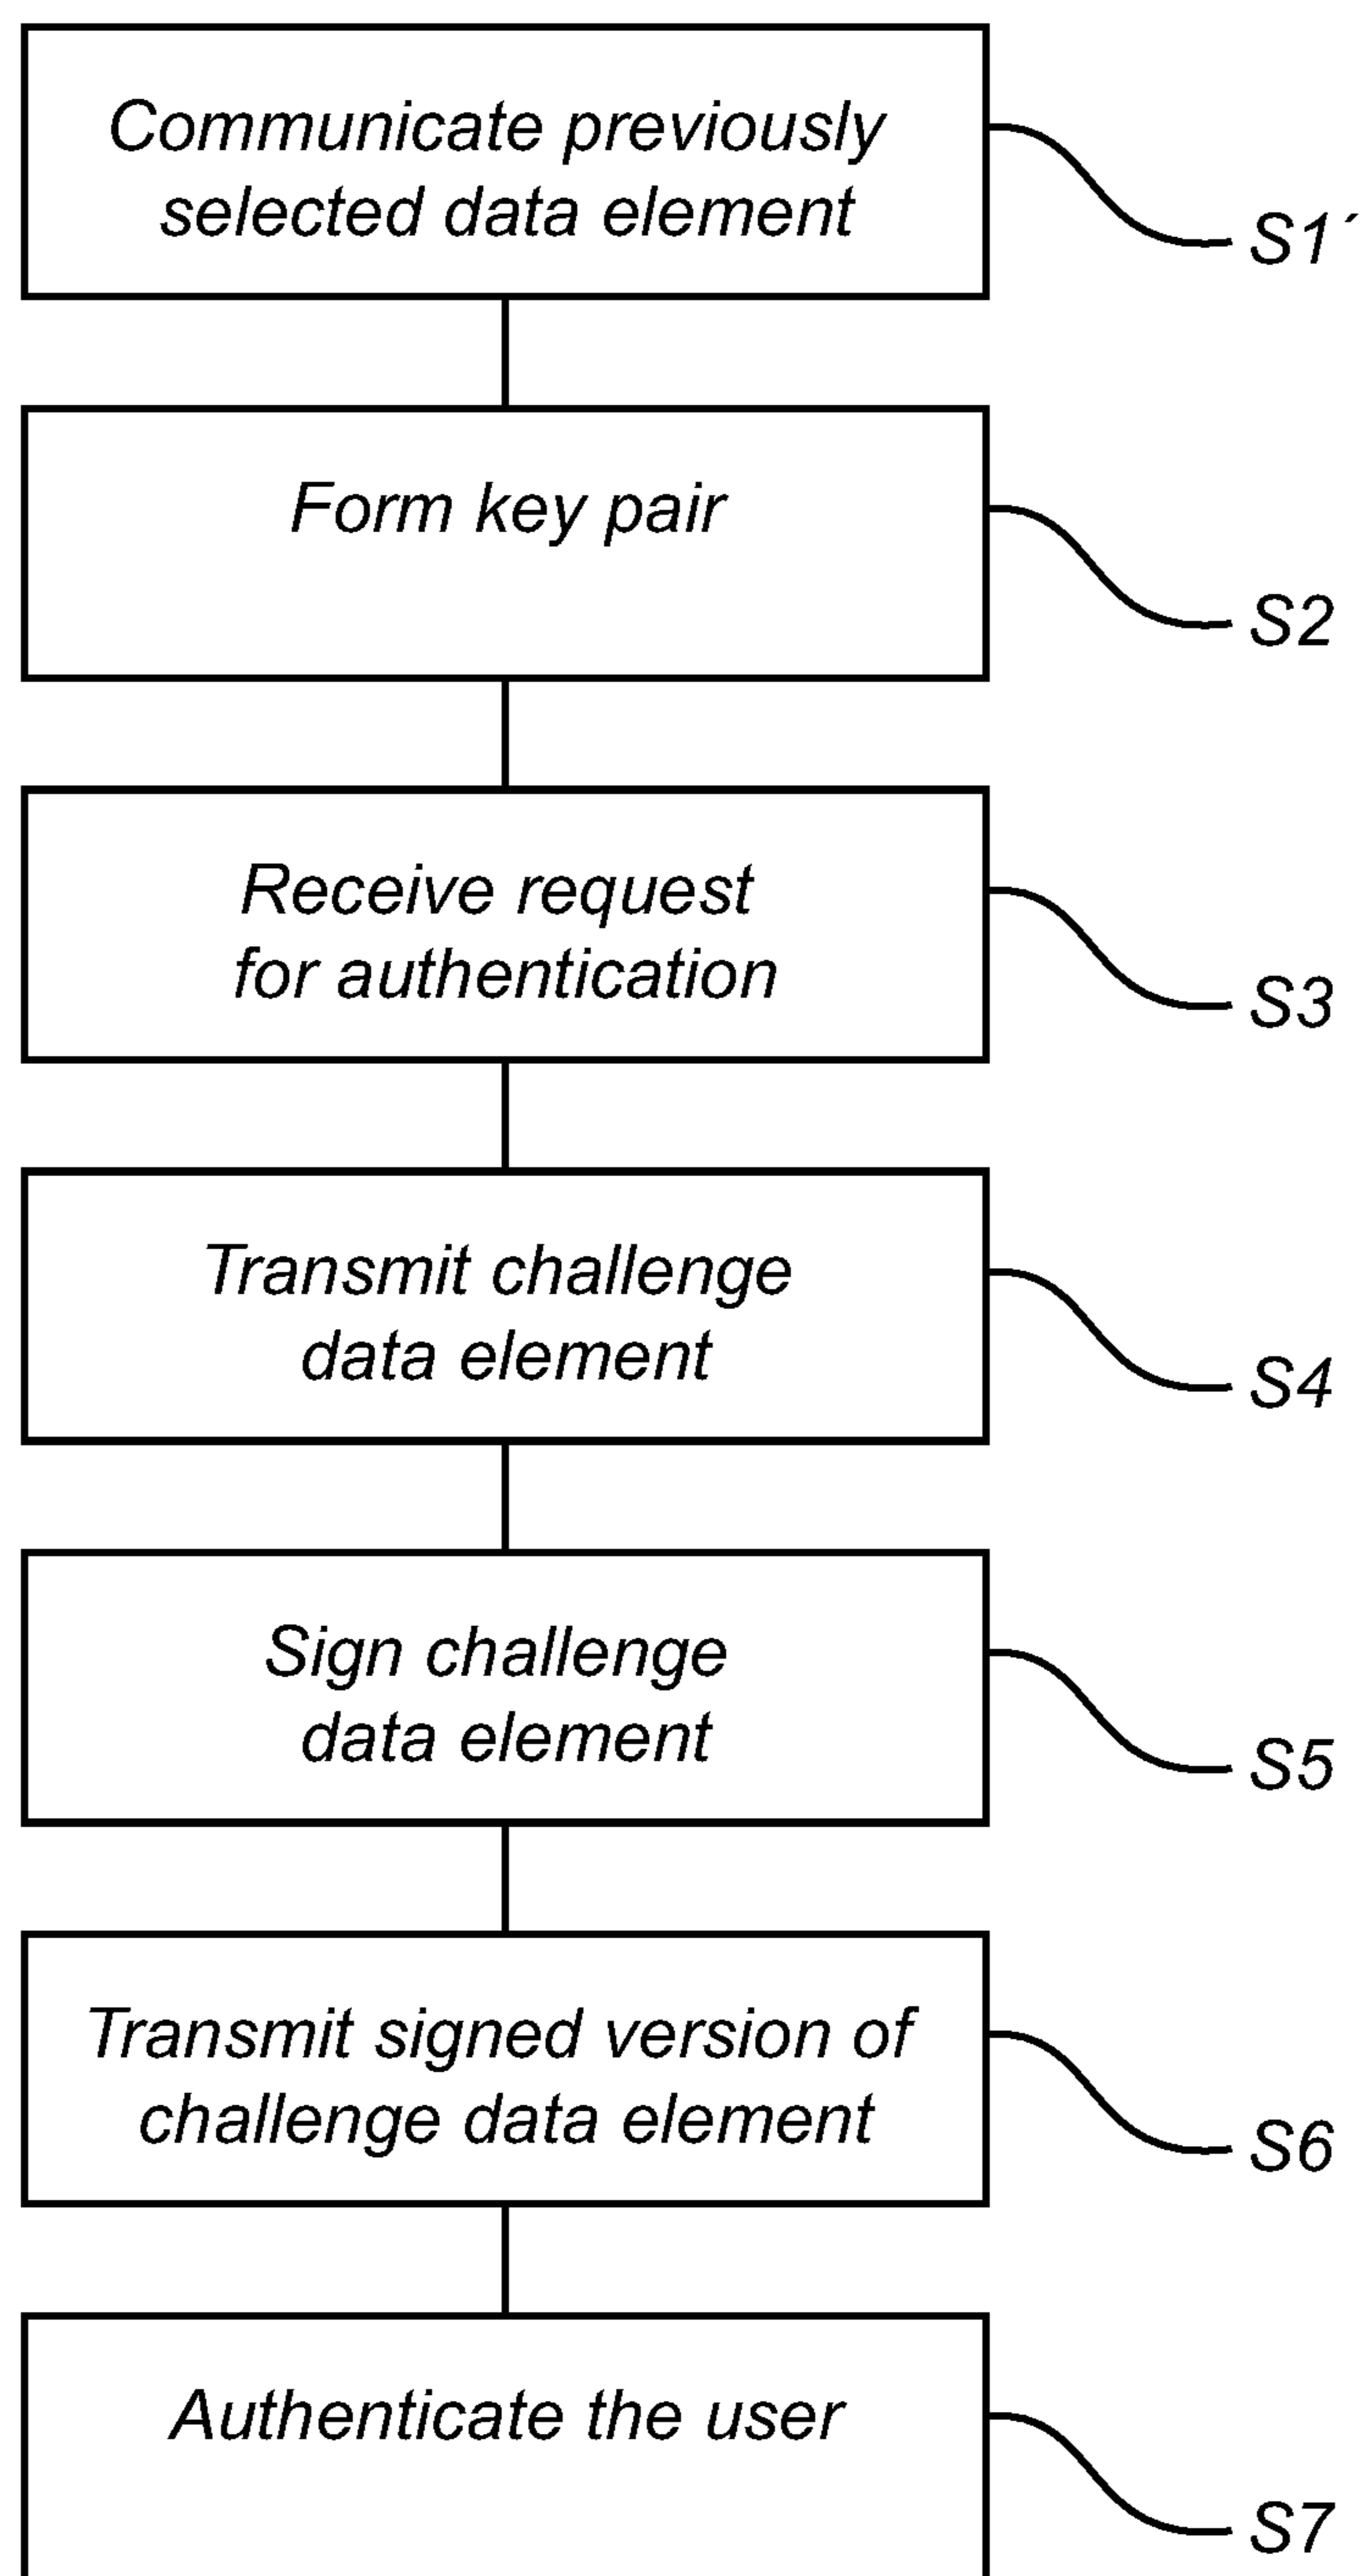 Communicate previously
selected data element
S1´
Form key pair
S2
Receive request
for authentication
S3
Transmit challenge
data element
S4
Sign challenge
data element
S5
Transmit signed version of
challenge data element
S6
Authenticate the user
S7